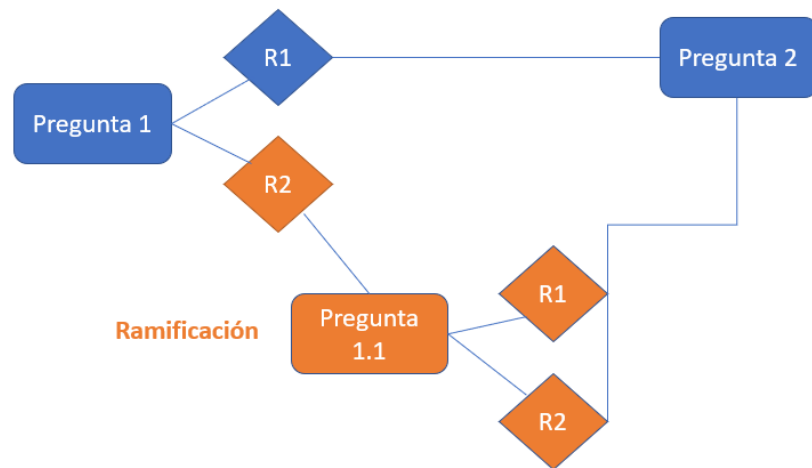 R1
Pregunta 2
Pregunta 1
R2
R1
Ramificación
Pregunta
1.1
R2